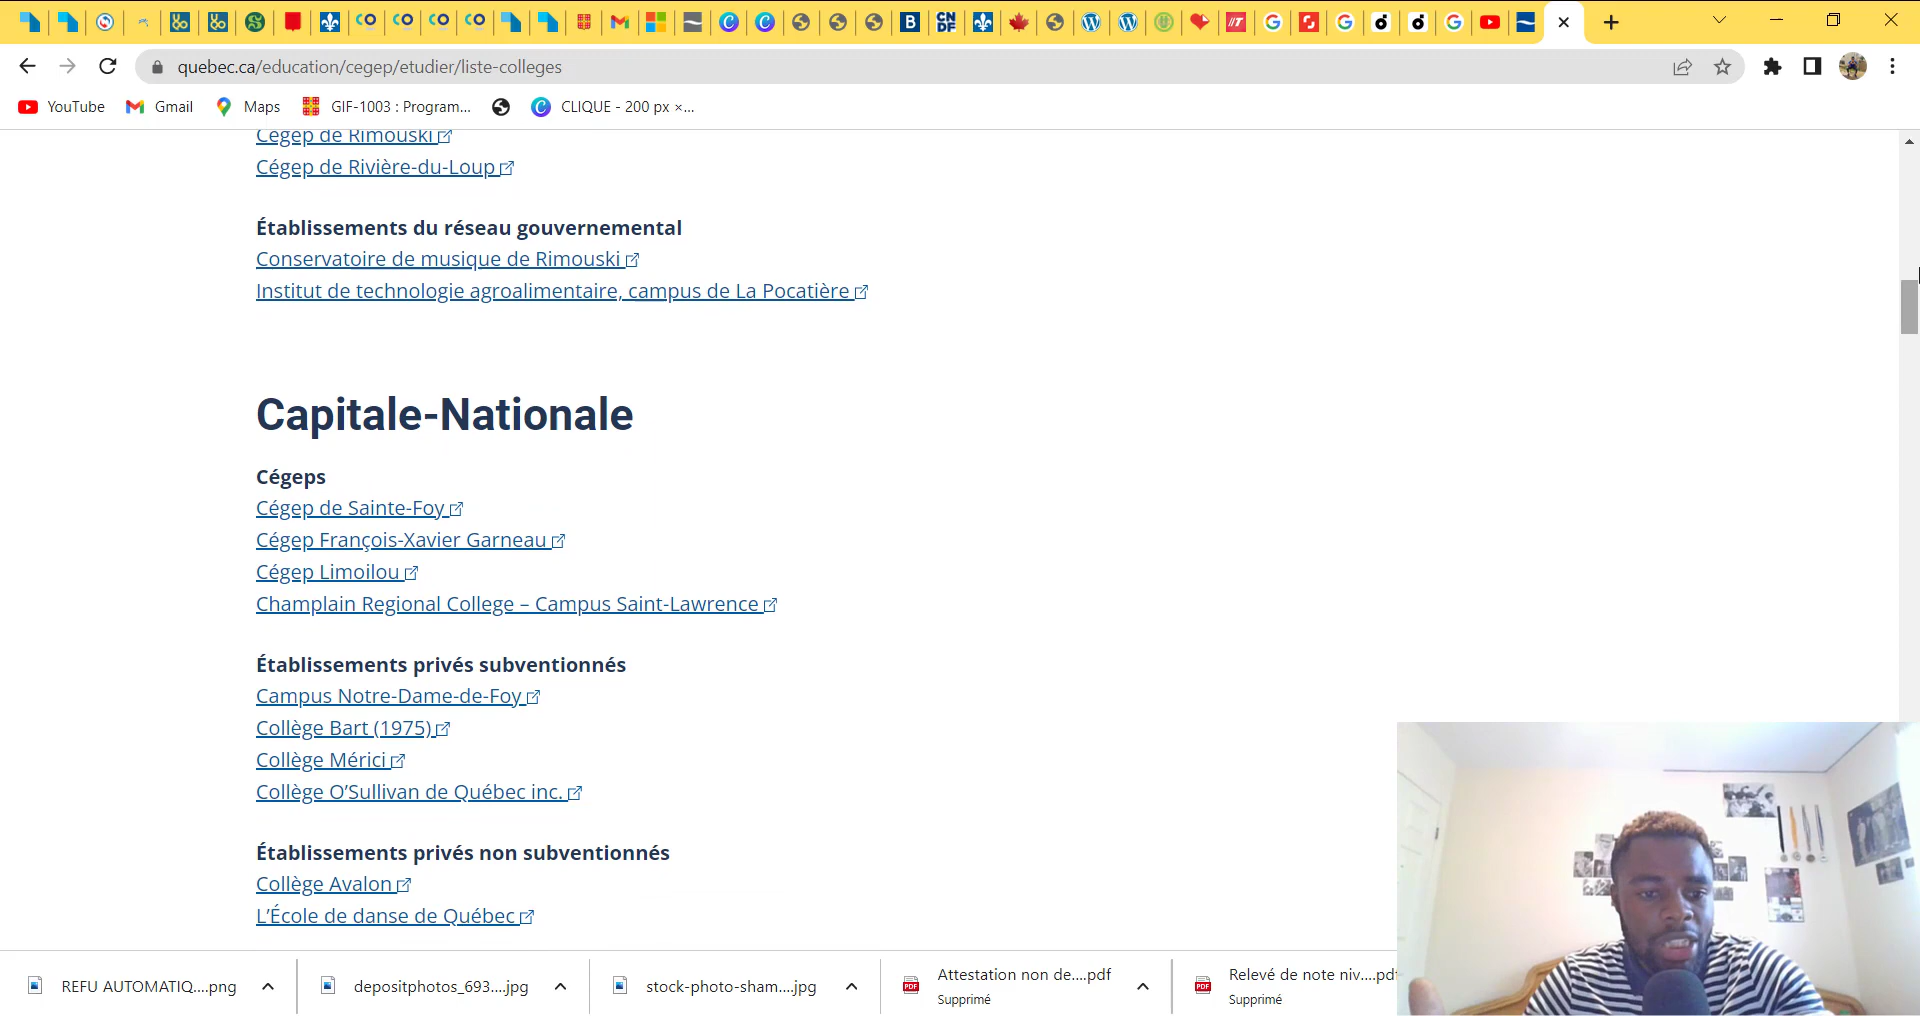 quebec.ca/education/cegep/etudier/liste-colleges
YouTube
Gmail
Maps
GIF-1003 : Program...
CLIQUE - 200 px ×...
Cégep de Rimouski
Cégep de Rivière-du-Loup
Établissements du réseau gouvernemental
Conservatoire de musique de Rimouski
Institut de technologie agroalimentaire, campus de La Pocatière
Capitale-Nationale
Cégeps
Cégep de Sainte-Foy
Cégep François-Xavier Garneau
Cégep Limoilou
Champlain Regional College – Campus Saint-Lawrence
Établissements privés subventionnés
Campus Notre-Dame-de-Foy
Collège Bart (1975)
Collège Mérici
Collège O’Sullivan de Québec inc.
Établissements privés non subventionnés
Collège Avalon
L’École de danse de Québec
REFU AUTOMATIQ....png
depositphotos_693....jpg
stock-photo-sham....jpg
Attestation non de....pdf
Supprimé
Relevé de note niv....pdf
Supprimé